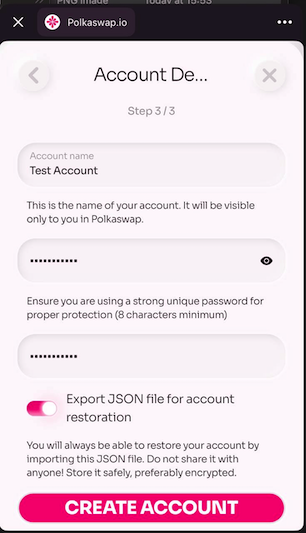 PNG image Today at 15:53
Polkaswap.io
Account De...
Step 3 / 3
Account name
Test Account
This is the name of your account. It will be visible
only to you in Polkaswap.
Ensure you are using a strong unique password for
proper protection (8 characters minimum)
Export JSON file for account
restoration
You will always be able to restore your account by
importing this JSON file. Do not share it with
anyone! Store it safely, preferably encrypted.
CREATE ACCOUNT